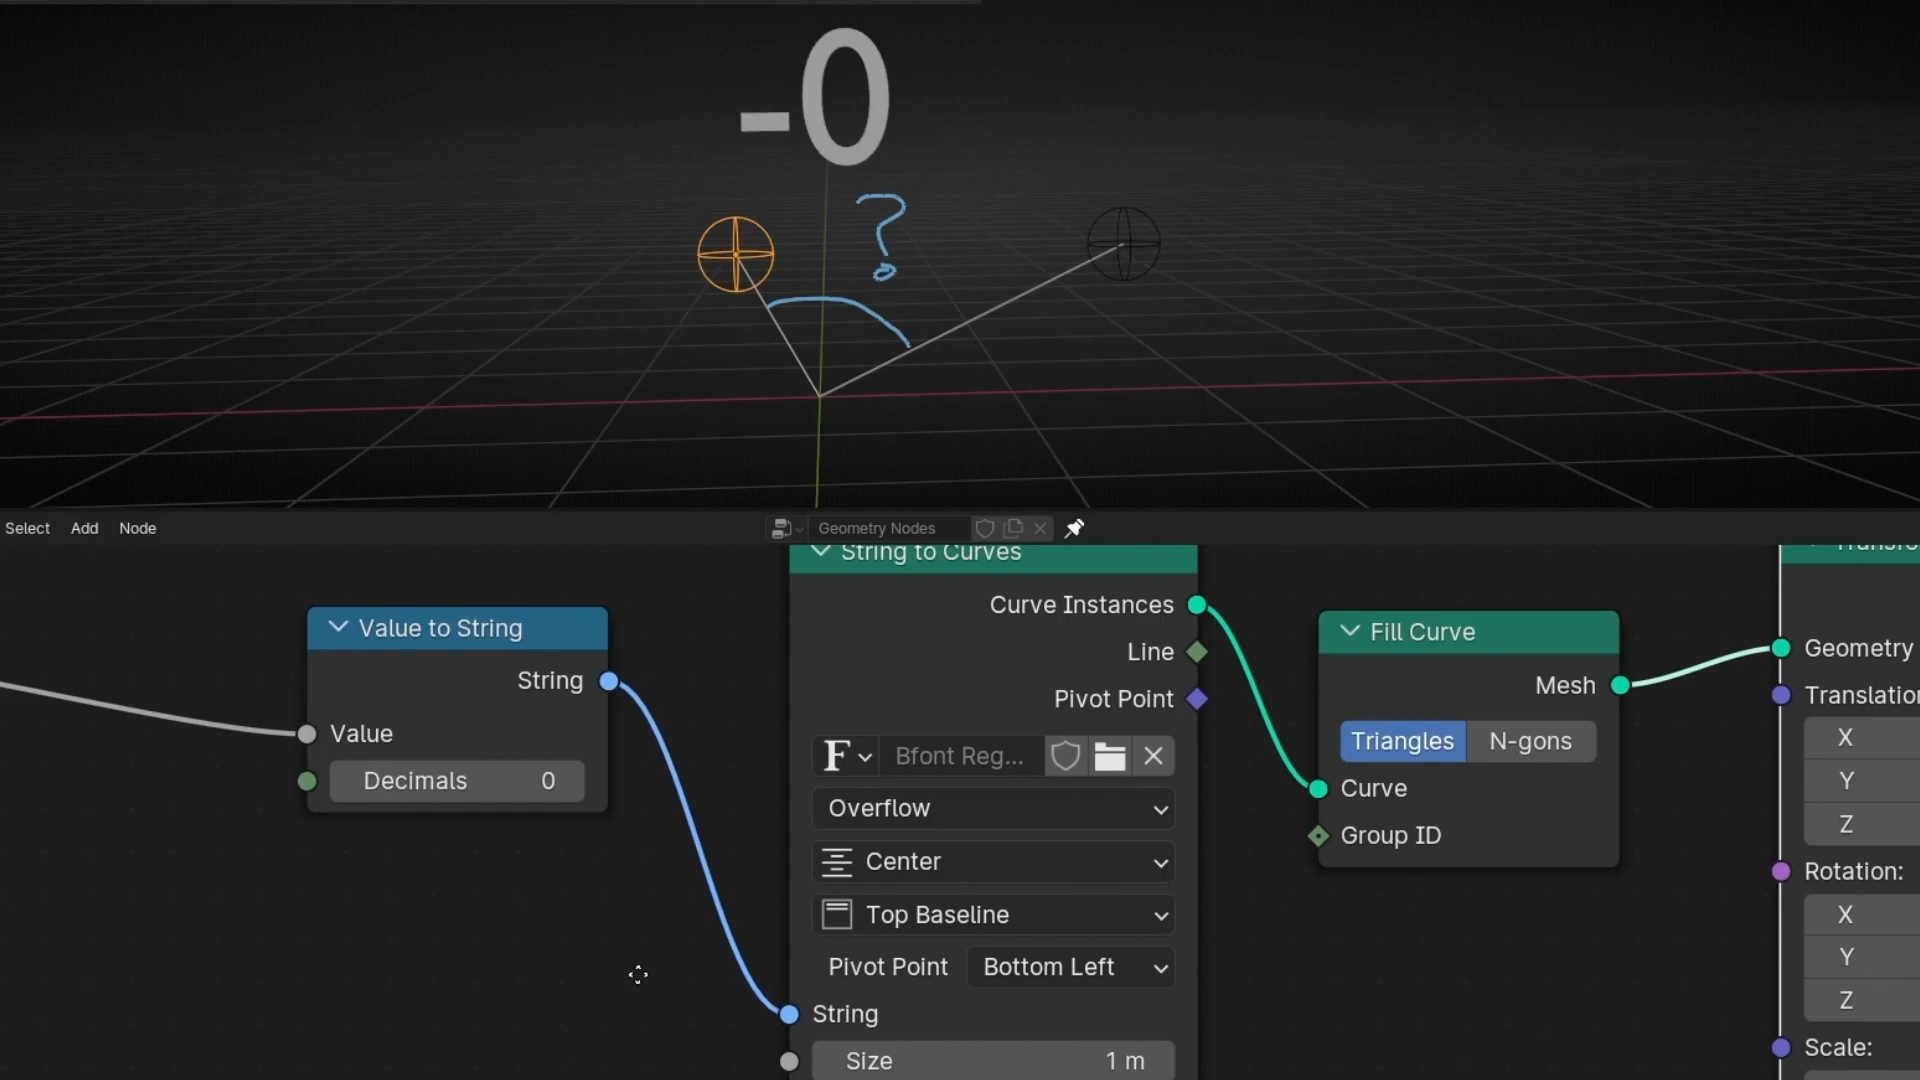 -0
?
Select Add Node
Geometry Nodes
String to Curves
Curve Instances
Line
Pivot Point
F Bfont Reg...
Overflow
Center
Top Baseline
Pivot Point Bottom Left
String
Size 1 m
Value to String
String
Value
Decimals 0
Fill Curve
Mesh
Triangles N-gons
Curve
Group ID
Geometry
Translation
X
Y
Z
Rotation:
X
Y
Z
Scale: